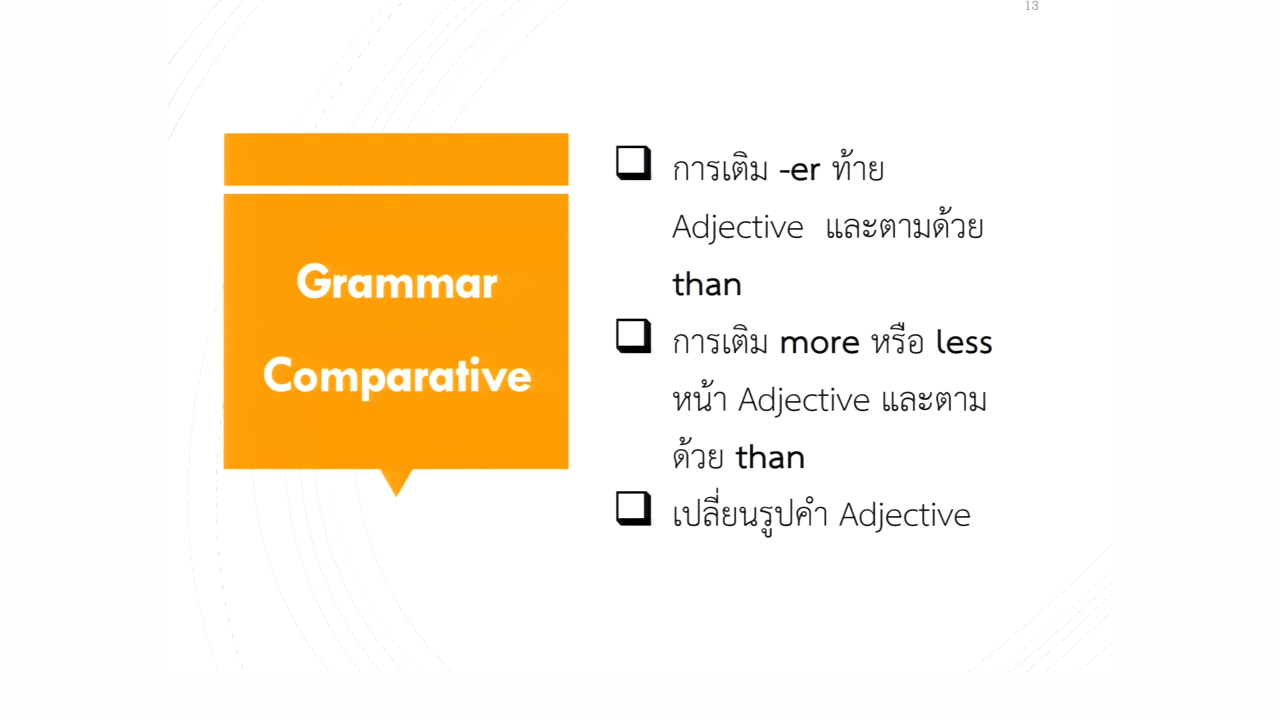 13
Grammar
Comparative
การเติม -er ท้าย
Adjective และตามด้วย
than
การเติม more หรือ less
หน้า Adjective และตาม
ด้วย than
เปลี่ยนรูปคำ Adjective